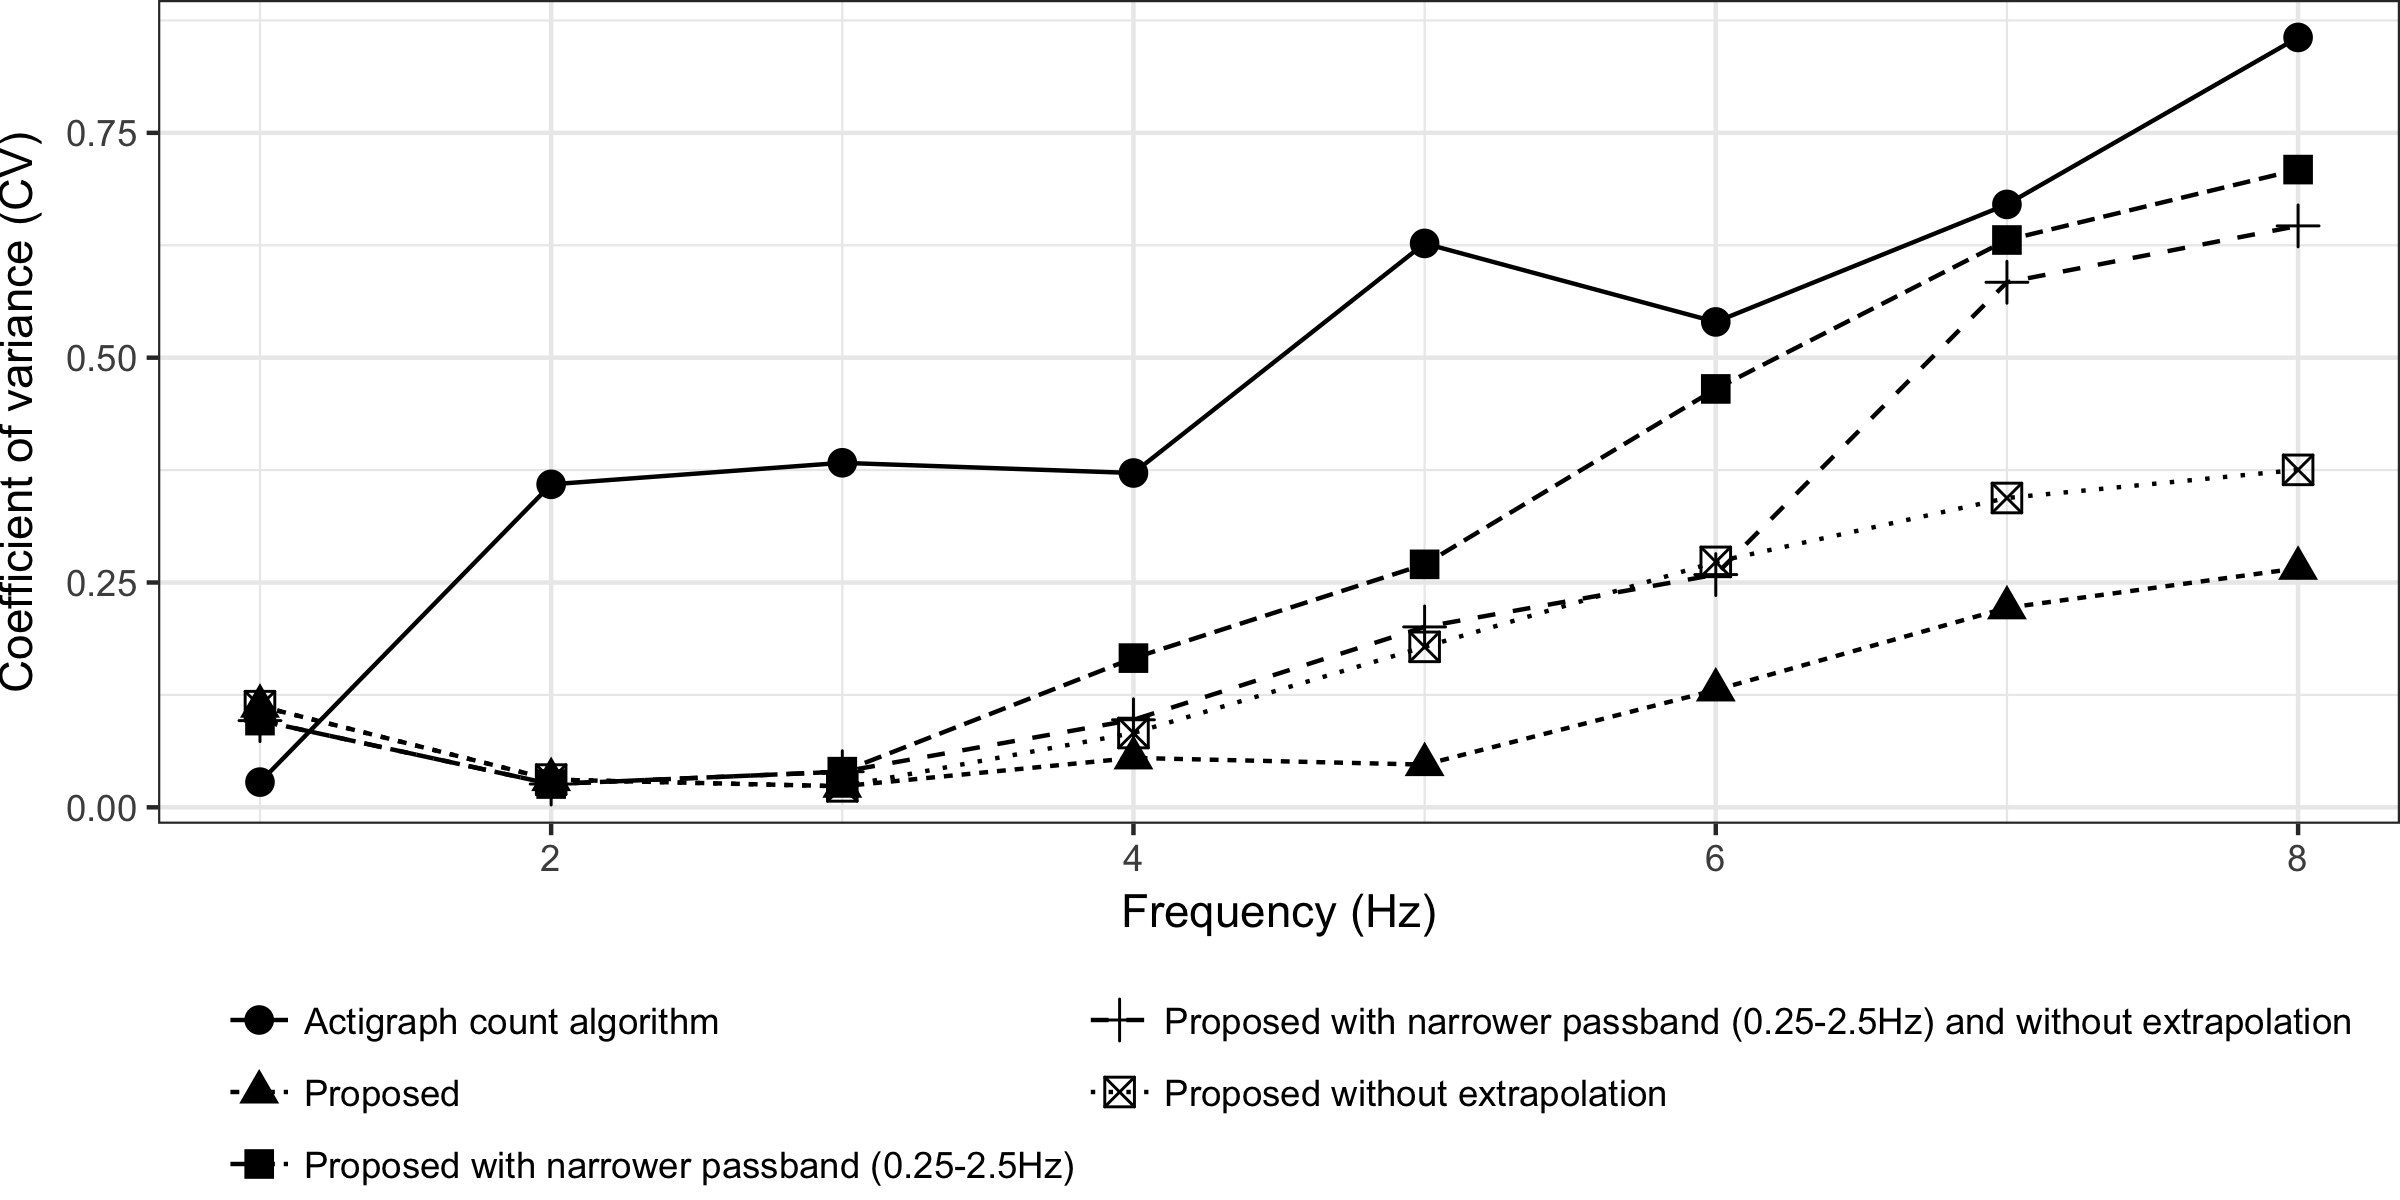 Coefficient of variance (CV)
0.75
0.50
0.25
0.00
2 4 6 8
Frequency (Hz)
Actigraph count algorithm
Proposed
Proposed with narrower passband (0.25-2.5Hz)
Proposed with narrower passband (0.25-2.5Hz) and without extrapolation
Proposed without extrapolation